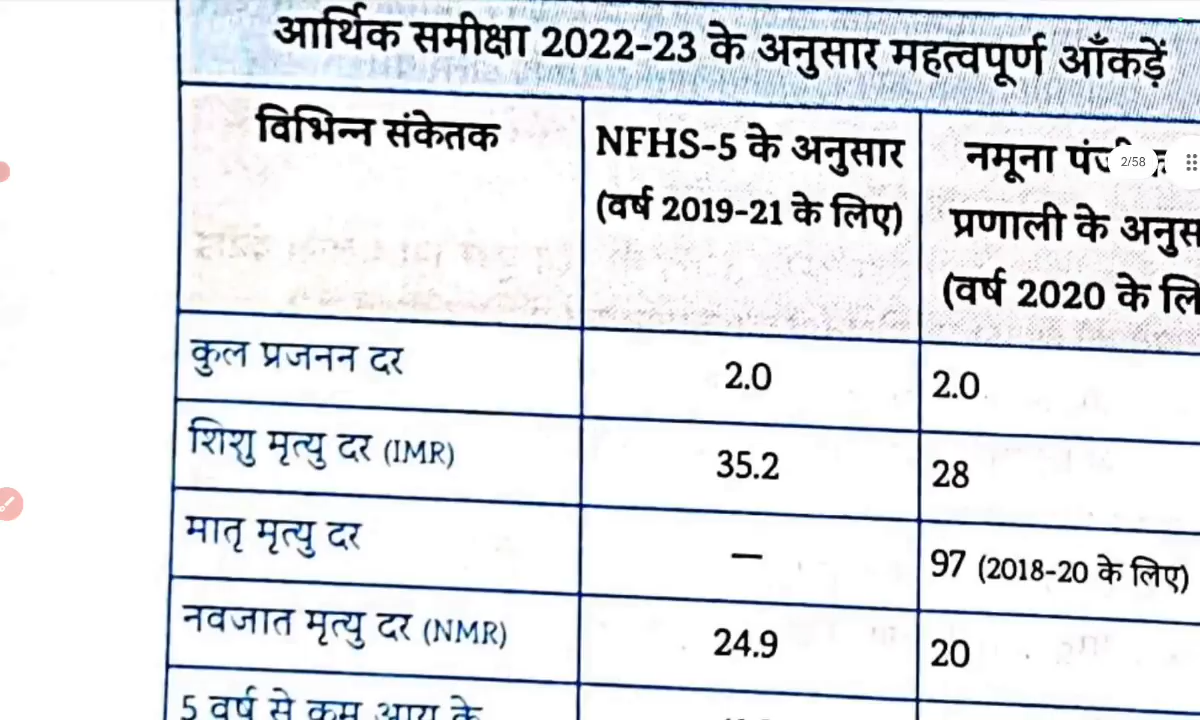 आर्थिक समीक्षा 2022-23 के अनुसार महत्वपूर्ण आँकड़ें
विभिन्न संकेतक
NFHS-5 के अनुसार
(वर्ष 2019-21 के लिए)
नमूना
प्रणाली के
(वर्ष 2020 के
2/58
कुल प्रजनन दर
2.0
2.0
शिशु मृत्यु दर (IMR)
35.2
28
मातृ मृत्यु दर
—
97 (2018-20 के लिए)
नवजात मृत्यु दर (NMR)
24.9
20
5 वर्ष से कम आयु के